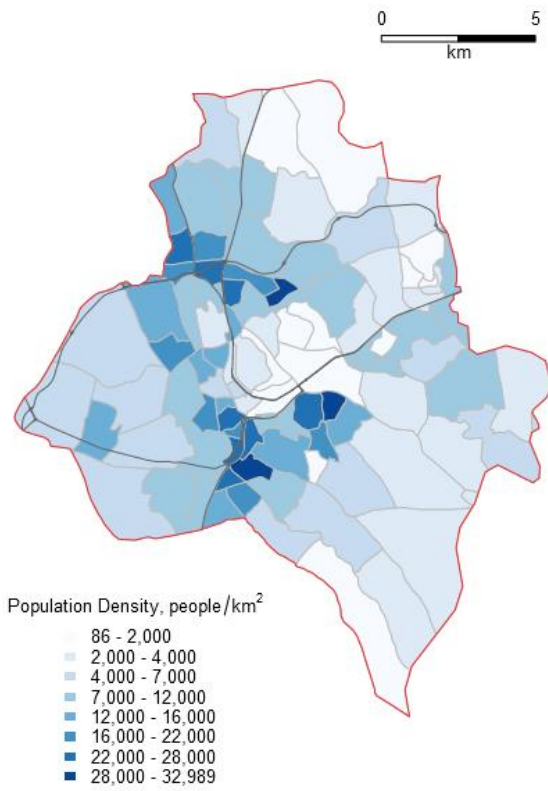 0 5
km
Population Density, people/km²
86 - 2,000
2,000 - 4,000
4,000 - 7,000
7,000 - 12,000
12,000 - 16,000
16,000 - 22,000
22,000 - 28,000
28,000 - 32,989